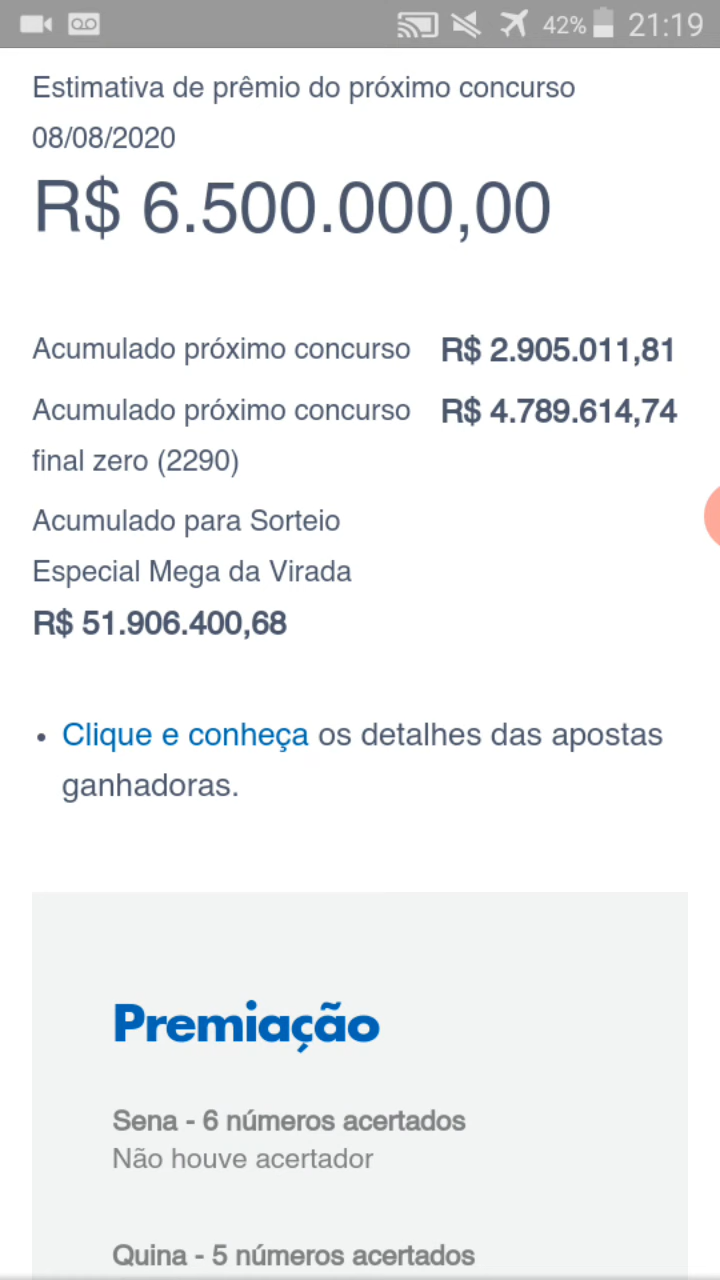 42% 21:19
Estimativa de prêmio do próximo concurso
08/08/2020
R$ 6.500.000,00
Acumulado próximo concurso R$ 2.905.011,81
Acumulado próximo concurso R$ 4.789.614,74
final zero (2290)
Acumulado para Sorteio
Especial Mega da Virada
R$ 51.906.400,68
• Clique e conheça os detalhes das apostas
ganhadoras.
Premiação
Sena - 6 números acertados
Não houve acertador
Quina - 5 números acertados